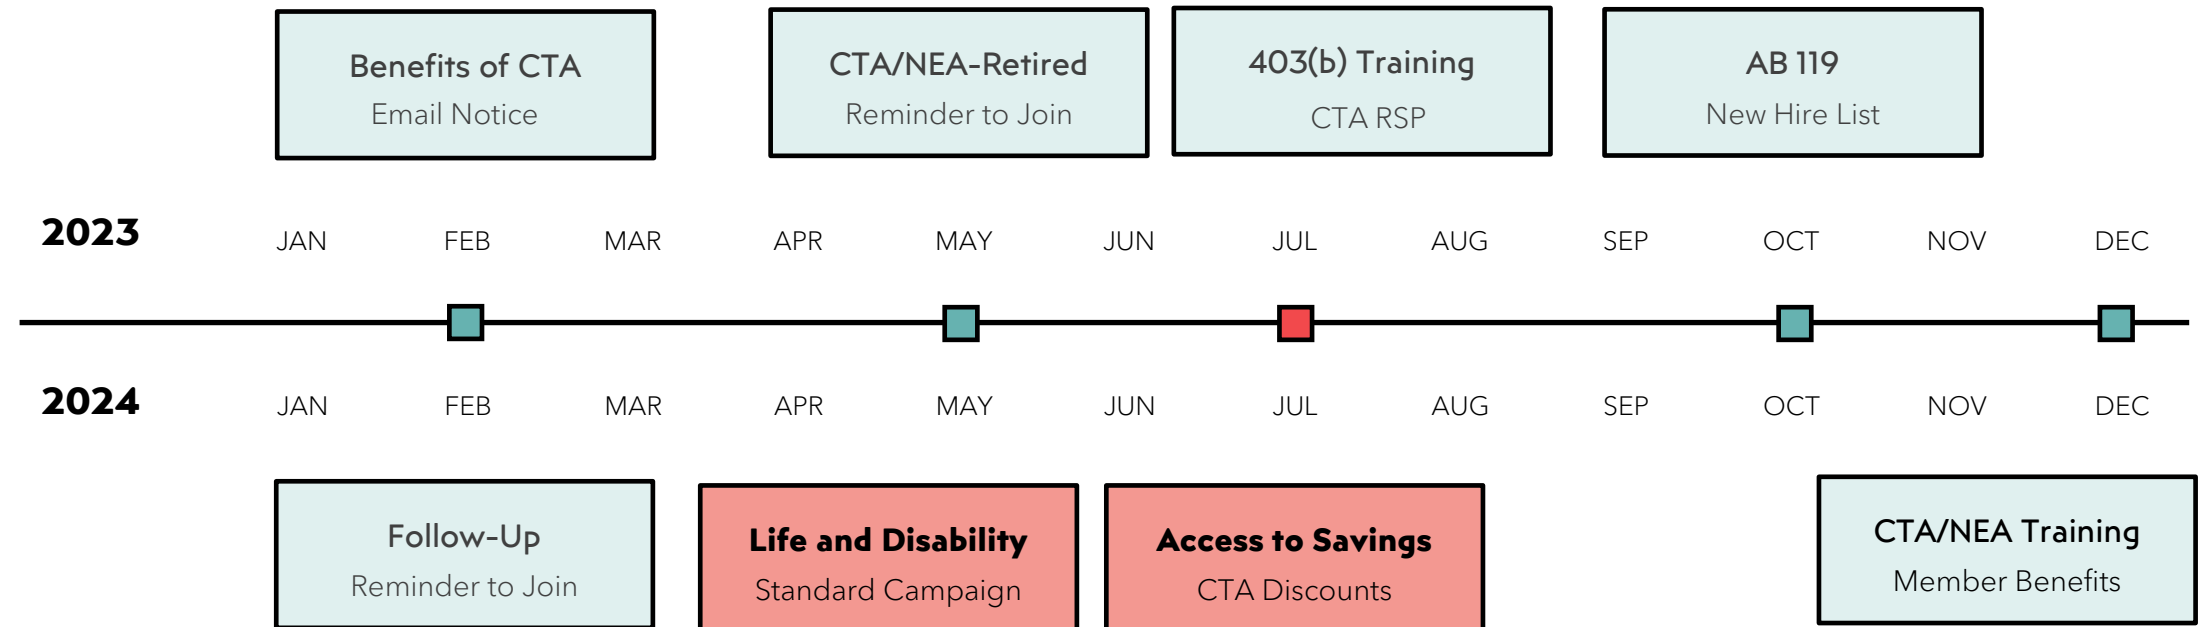 Benefits of CTA
Email Notice
CTA/NEA-Retired
Reminder to Join
403(b) Training
CTA RSP
AB 119
New Hire List
2023 JAN FEB MAR APR MAY JUN JUL AUG SEP OCT NOV DEC
2024 JAN FEB MAR APR MAY JUN JUL AUG SEP OCT NOV DEC
Follow-Up
Reminder to Join
Life and Disability
Standard Campaign
Access to Savings
CTA Discounts
CTA/NEA Training
Member Benefits